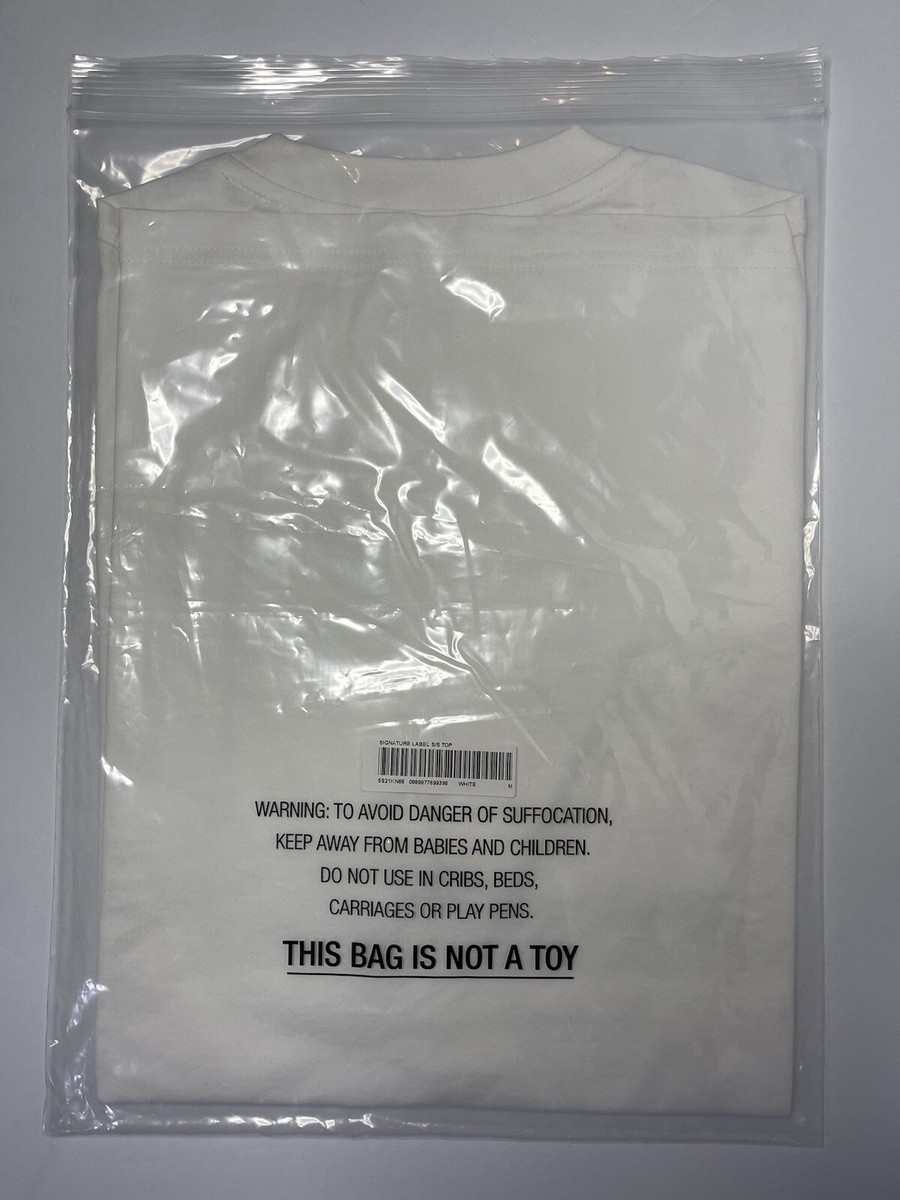 SIGNATURE LABEL S/S TOP
SS21KN66 0888977699396 WHITE M
WARNING: TO AVOID DANGER OF SUFFOCATION,
KEEP AWAY FROM BABIES AND CHILDREN.
DO NOT USE IN CRIBS, BEDS,
CARRIAGES OR PLAY PENS.
THIS BAG IS NOT A TOY